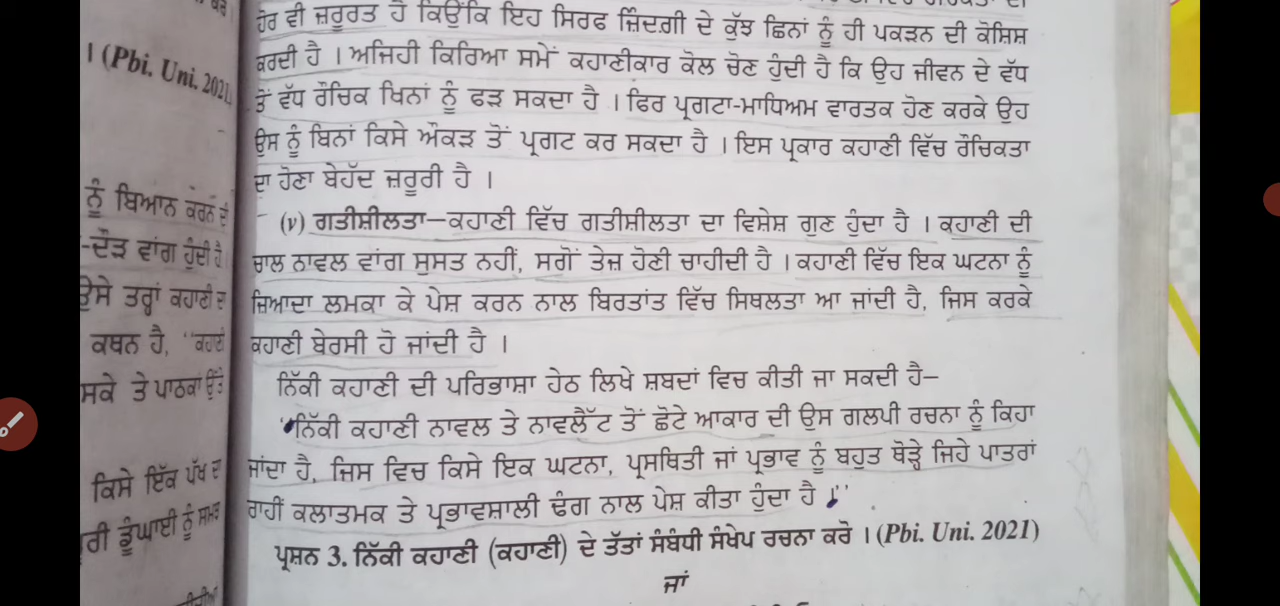 । (Pbi. Uni. 2021)
ਨੂੰ ਬਿਆਨ ਕਰਨ ਦੀ
-ਦੌੜ ਵਾਂਗ ਹੁੰਦੀ ਹੈ
ਉਸੇ ਤਰ੍ਹਾਂ ਕਹਾਣੀ ਦਾ
ਕਥਨ ਹੈ, "ਕਹਾਣੀ
ਸਕੇ ਤੇ ਪਾਠਕਾਂ ਉੱਤੇ
ਕਿਸੇ ਇੱਕ ਪੱਖ ਦਾ
ਰੀ ਡੂੰਘਾਈ ਨੂੰ ਸਮਝ
ਹੋਰ ਵੀ ਜ਼ਰੂਰਤ ਹੈ ਕਿਉਂਕਿ ਇਹ ਸਿਰਫ ਜ਼ਿੰਦਗੀ ਦੇ ਕੁੱਝ ਛਿਨਾਂ ਨੂੰ ਹੀ ਪਕੜਨ ਦੀ ਕੋਸ਼ਿਸ਼
ਕਰਦੀ ਹੈ । ਅਜਿਹੀ ਕਿਰਿਆ ਸਮੇਂ ਕਹਾਣੀਕਾਰ ਕੋਲ ਚੋਣ ਹੁੰਦੀ ਹੈ ਕਿ ਉਹ ਜੀਵਨ ਦੇ ਵੱਧ
ਤੋਂ ਵੱਧ ਰੌਚਿਕ ਖਿਨਾਂ ਨੂੰ ਫੜ ਸਕਦਾ ਹੈ । ਫਿਰ ਪ੍ਰਗਟਾ-ਮਾਧਿਅਮ ਵਾਰਤਕ ਹੋਣ ਕਰਕੇ ਉਹ
ਉਸ ਨੂੰ ਬਿਨਾਂ ਕਿਸੇ ਔਕੜ ਤੋਂ ਪ੍ਰਗਟ ਕਰ ਸਕਦਾ ਹੈ । ਇਸ ਪ੍ਰਕਾਰ ਕਹਾਣੀ ਵਿੱਚ ਰੌਚਿਕਤਾ
ਦਾ ਹੋਣਾ ਬੇਹੱਦ ਜ਼ਰੂਰੀ ਹੈ ।
(v) ਗਤੀਸ਼ੀਲਤਾ—ਕਹਾਣੀ ਵਿੱਚ ਗਤੀਸ਼ੀਲਤਾ ਦਾ ਵਿਸ਼ੇਸ਼ ਗੁਣ ਹੁੰਦਾ ਹੈ । ਕਹਾਣੀ ਦੀ
ਚਾਲ ਨਾਵਲ ਵਾਂਗ ਸੁਸਤ ਨਹੀਂ, ਸਗੋਂ ਤੇਜ਼ ਹੋਣੀ ਚਾਹੀਦੀ ਹੈ । ਕਹਾਣੀ ਵਿੱਚ ਇਕ ਘਟਨਾ ਨੂੰ
ਜ਼ਿਆਦਾ ਲਮਕਾ ਕੇ ਪੇਸ਼ ਕਰਨ ਨਾਲ ਬਿਰਤਾਂਤ ਵਿੱਚ ਸਿਥਲਤਾ ਆ ਜਾਂਦੀ ਹੈ, ਜਿਸ ਕਰਕੇ
ਕਹਾਣੀ ਬੇਰਸੀ ਹੋ ਜਾਂਦੀ ਹੈ ।
ਨਿੱਕੀ ਕਹਾਣੀ ਦੀ ਪਰਿਭਾਸ਼ਾ ਹੇਠ ਲਿਖੇ ਸ਼ਬਦਾਂ ਵਿਚ ਕੀਤੀ ਜਾ ਸਕਦੀ ਹੈ—
"ਨਿੱਕੀ ਕਹਾਣੀ ਨਾਵਲ ਤੇ ਨਾਵਲੈੱਟ ਤੋਂ ਛੋਟੇ ਆਕਾਰ ਦੀ ਉਸ ਗਲਪੀ ਰਚਨਾ ਨੂੰ ਕਿਹਾ
ਜਾਂਦਾ ਹੈ, ਜਿਸ ਵਿਚ ਕਿਸੇ ਇਕ ਘਟਨਾ, ਪ੍ਰਸਥਿਤੀ ਜਾਂ ਪ੍ਰਭਾਵ ਨੂੰ ਬਹੁਤ ਥੋੜ੍ਹੇ ਜਿਹੇ ਪਾਤਰਾਂ
ਰਾਹੀਂ ਕਲਾਤਮਕ ਤੇ ਪ੍ਰਭਾਵਸ਼ਾਲੀ ਢੰਗ ਨਾਲ ਪੇਸ਼ ਕੀਤਾ ਹੁੰਦਾ ਹੈ ।"
ਪ੍ਰਸ਼ਨ 3. ਨਿੱਕੀ ਕਹਾਣੀ (ਕਹਾਣੀ) ਦੇ ਤੱਤਾਂ ਸੰਬੰਧੀ ਸੰਖੇਪ ਰਚਨਾ ਕਰੋ । (Pbi. Uni. 2021)
ਜਾਂ